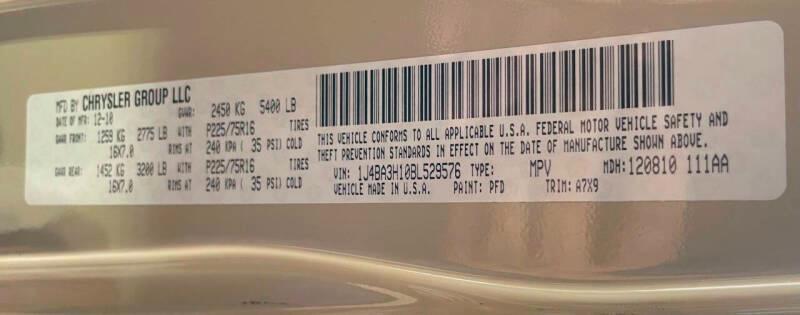 MFD BY CHRYSLER GROUP LLC
DATE OF MFR: 12-10 GVWR: 2450 KG 5400 LB
GAWR FRONT: 1259 KG 2775 LB WITH P225/75R16 TIRES
16X7.0 RIMS AT 240 KPA ( 35 PSI) COLD
GAWR REAR: 1452 KG 3200 LB WITH P225/75R16 TIRES
16X7.0 RIMS AT 240 KPA ( 35 PSI) COLD
THIS VEHICLE CONFORMS TO ALL APPLICABLE U.S.A. FEDERAL MOTOR VEHICLE SAFETY AND
THEFT PREVENTION STANDARDS IN EFFECT ON THE DATE OF MANUFACTURE SHOWN ABOVE.
VIN: 1J4BA3H10BL529576 TYPE: MPV MDH: 120810 111AA
VEHICLE MADE IN U.S.A. PAINT: PFD TRIM: A7X9